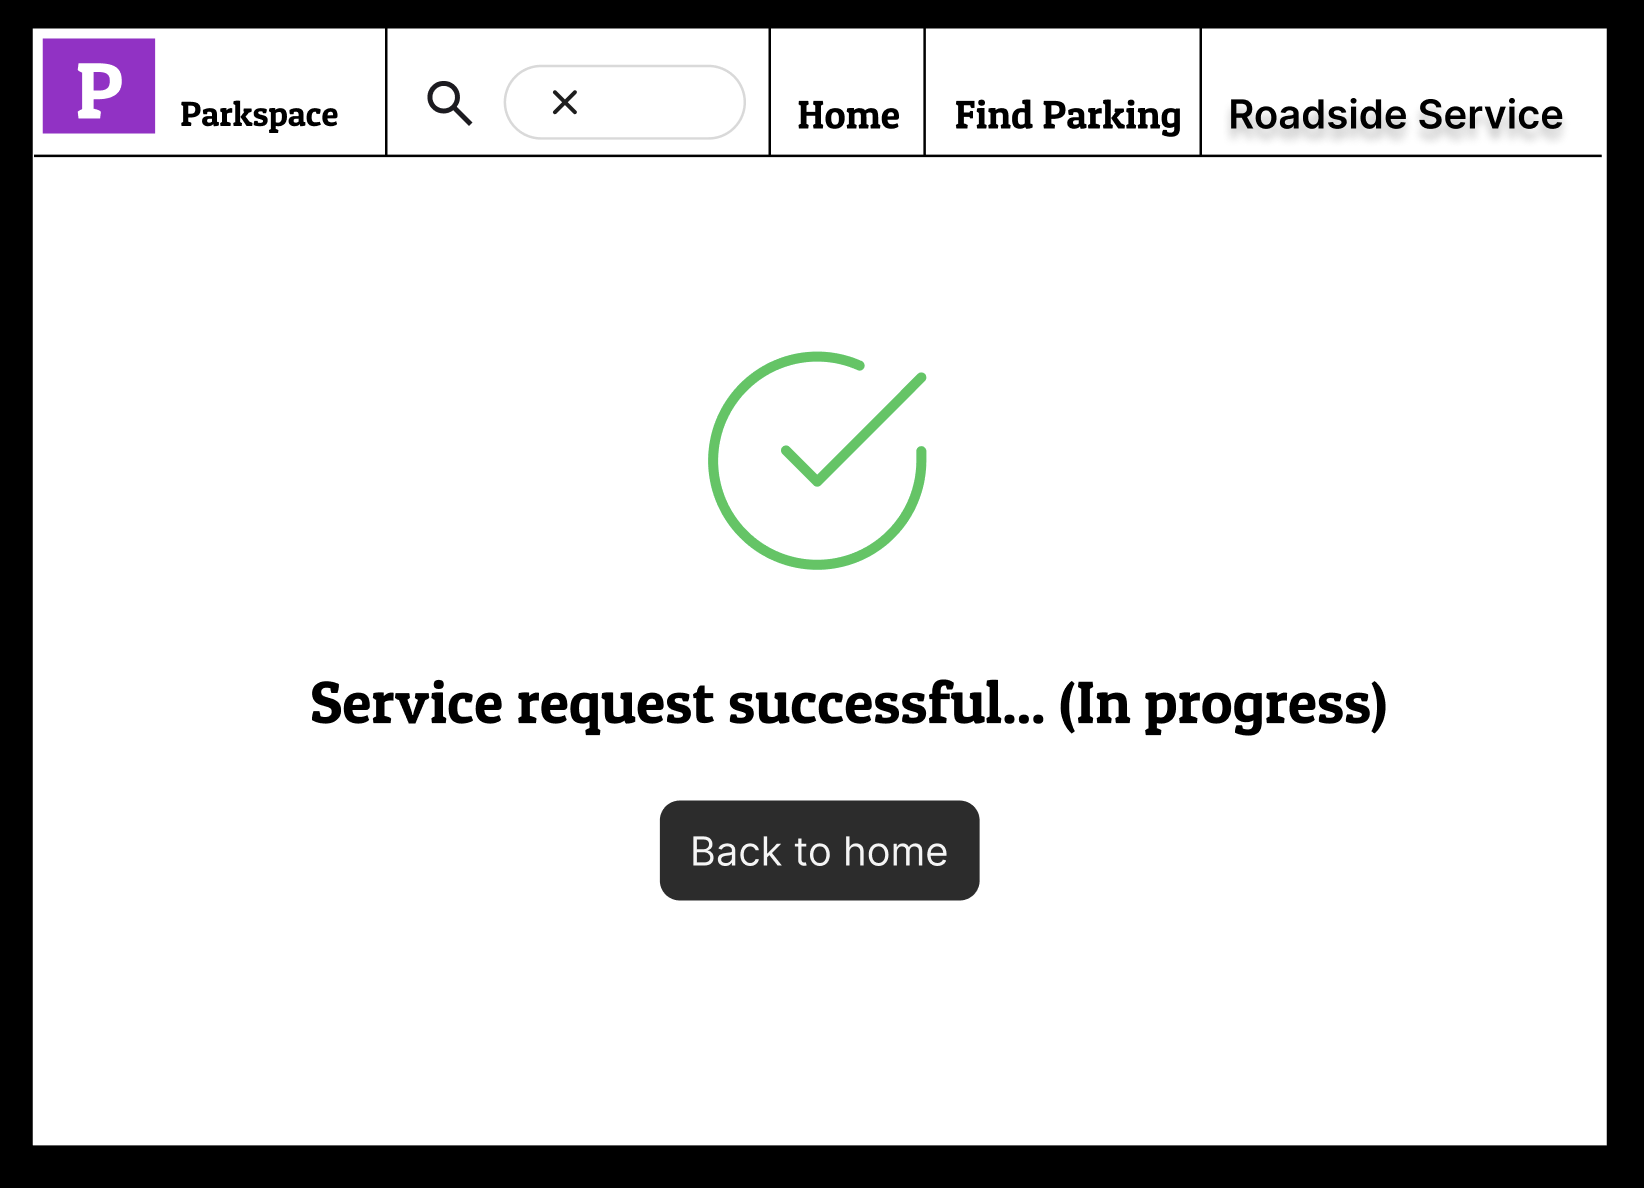 P
Parkspace
Home
Find Parking
Roadside Service
Service request successful... (In progress)
Back to home